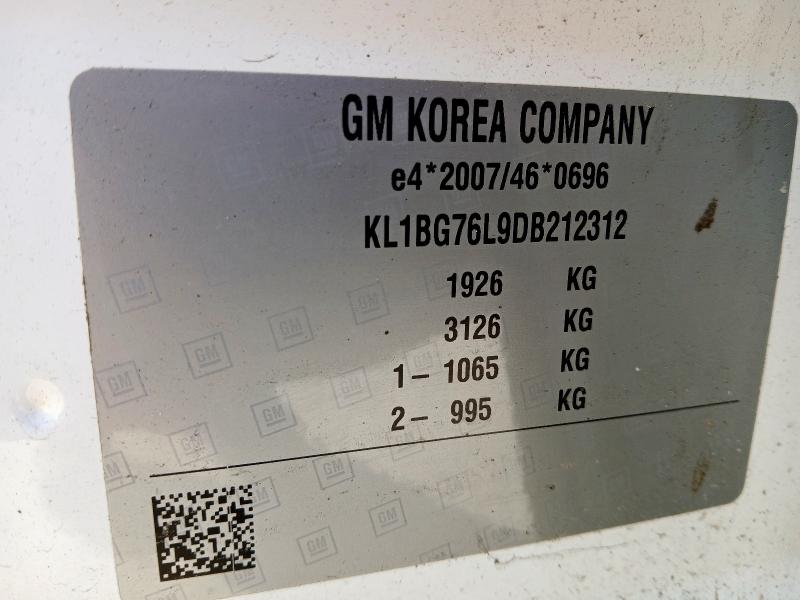 GM KOREA COMPANY
e4*2007/46*0696
KL1BG76L9DB212312
1926 KG
3126 KG
1– 1065 KG
2– 995 KG